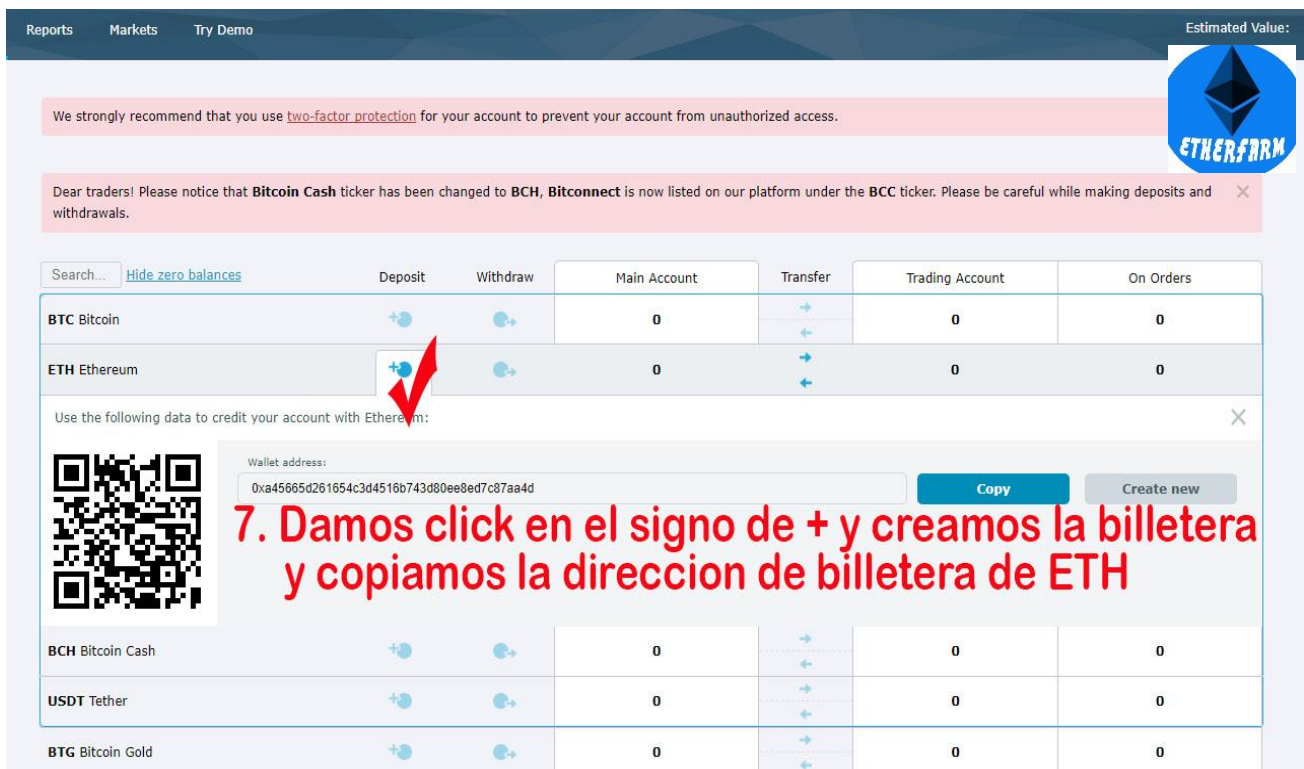 Reports Markets Try Demo Estimated Value:
ETHERFARM
We strongly recommend that you use two-factor protection for your account to prevent your account from unauthorized access.
Dear traders! Please notice that Bitcoin Cash ticker has been changed to BCH, Bitconnect is now listed on our platform under the BCC ticker. Please be careful while making deposits and
withdrawals.
Search... Hide zero balances Deposit Withdraw Main Account Transfer Trading Account On Orders
BTC Bitcoin 0 0 0
ETH Ethereum 0 0 0
Use the following data to credit your account with Ethereum:
Wallet address:
0xa45665d261654c3d4516b743d80ee8ed7c87aa4d Copy Create new
7. Damos click en el signo de + y creamos la billetera
y copiamos la direccion de billetera de ETH
BCH Bitcoin Cash 0 0 0
USDT Tether 0 0 0
BTG Bitcoin Gold 0 0 0